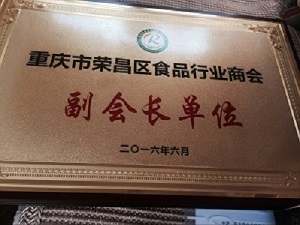 重庆市荣昌区食品行业商会
副会长单位
二〇一六年六月